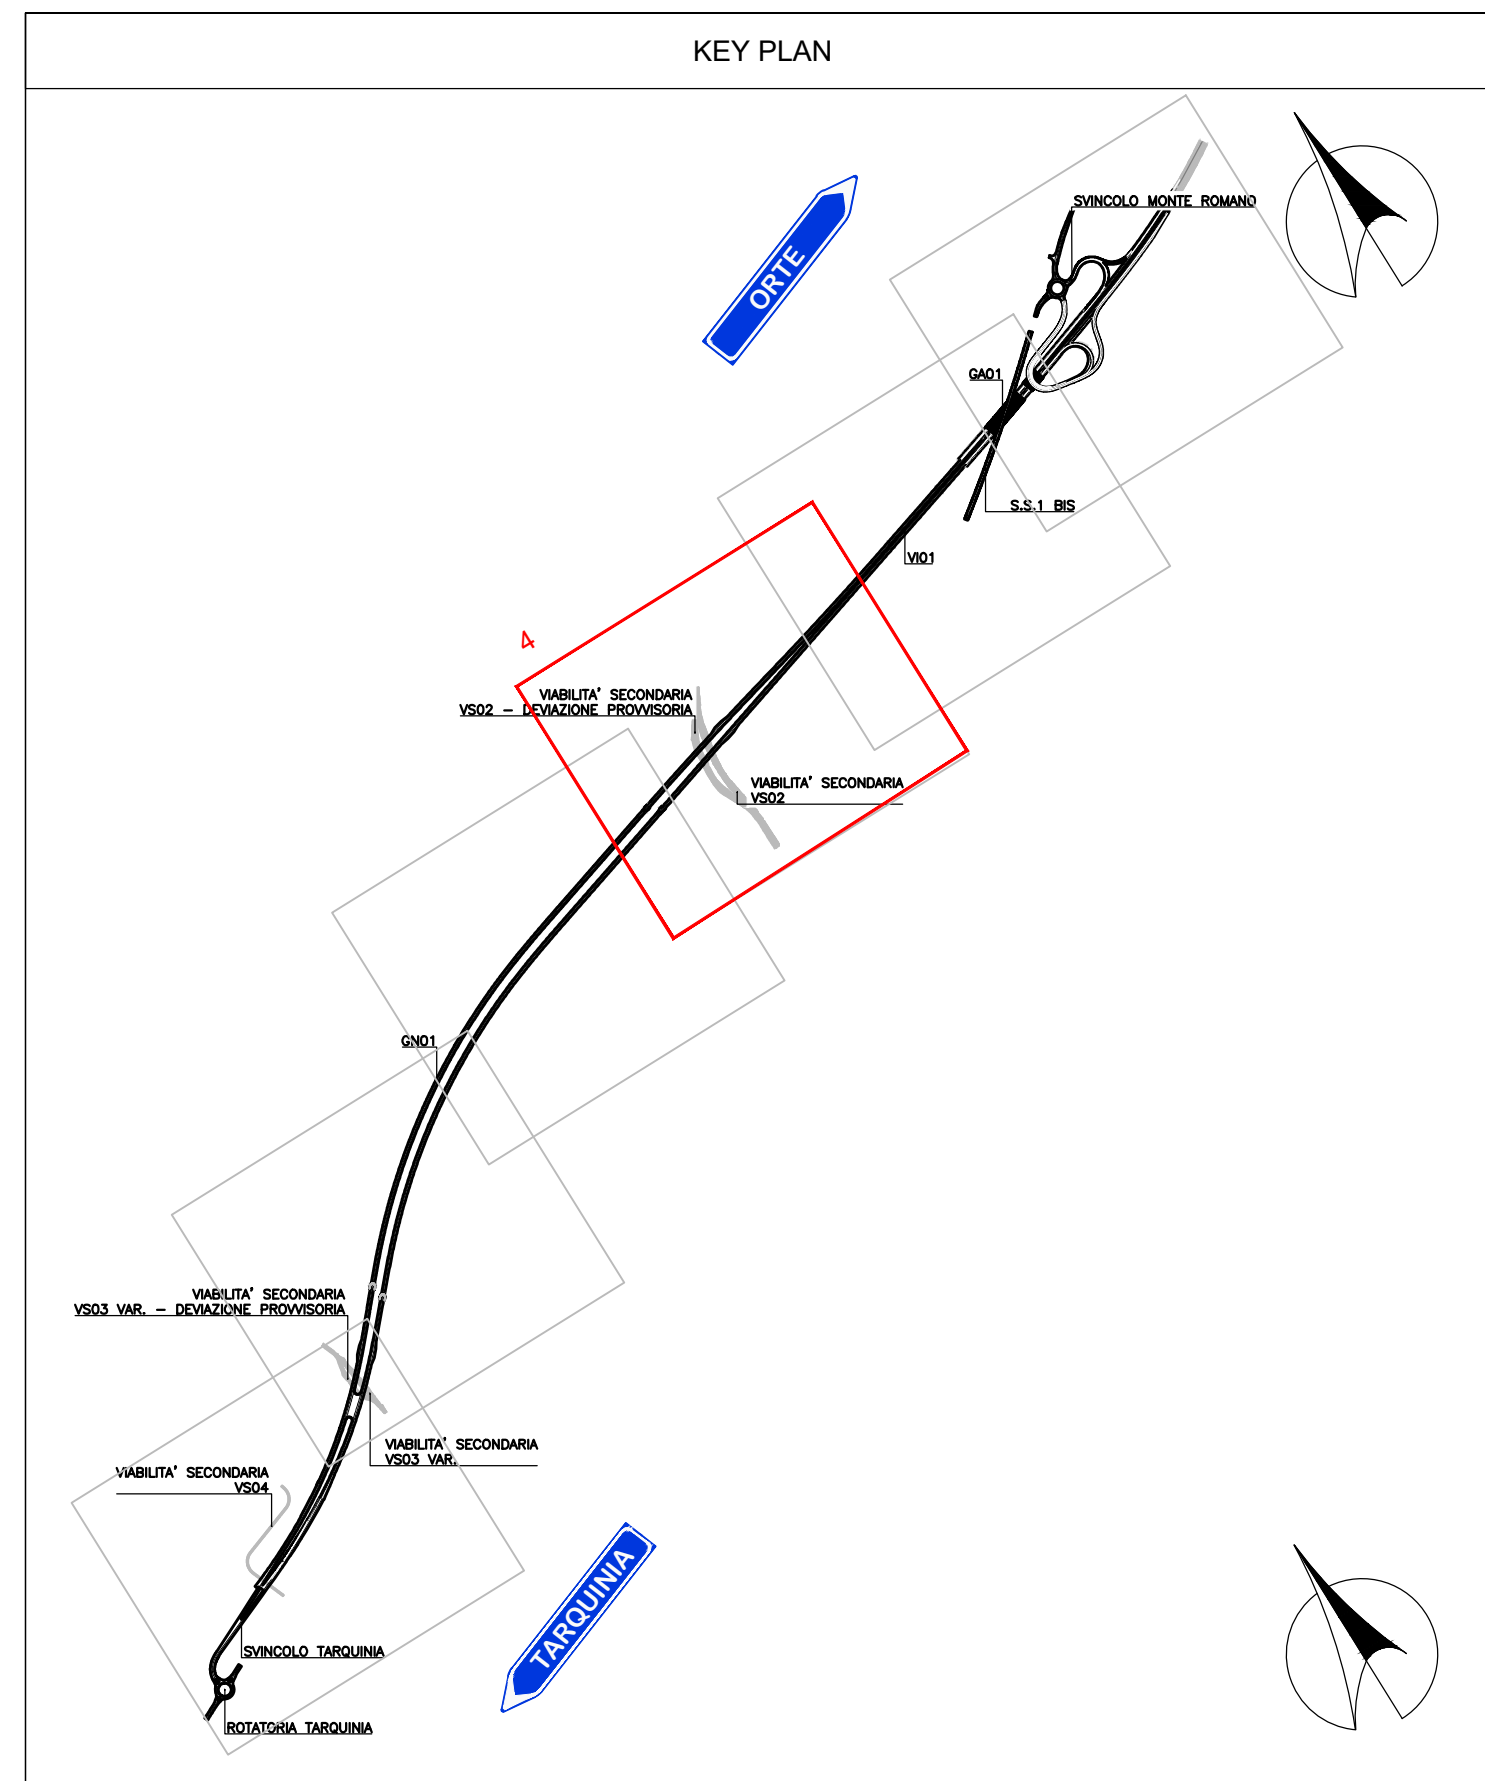 KEY PLAN
SVINCOLO MONTE ROMANO
ORTE
GA01
S.S.1 BIS
VI01
4
VIABILITA' SECONDARIA
VS02 - DEVIAZIONE PROVVISORIA
VIABILITA' SECONDARIA
VS02
GN01
VIABILITA' SECONDARIA
VS03 VAR. - DEVIAZIONE PROVVISORIA
VIABILITA' SECONDARIA
VS03 VAR.
VIABILITA' SECONDARIA
VS04
TARQUINIA
SVINCOLO TARQUINIA
ROTATORIA TARQUINIA